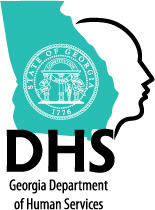 STATE OF GEORGIA
1776
DHS
Georgia Department
of Human Services